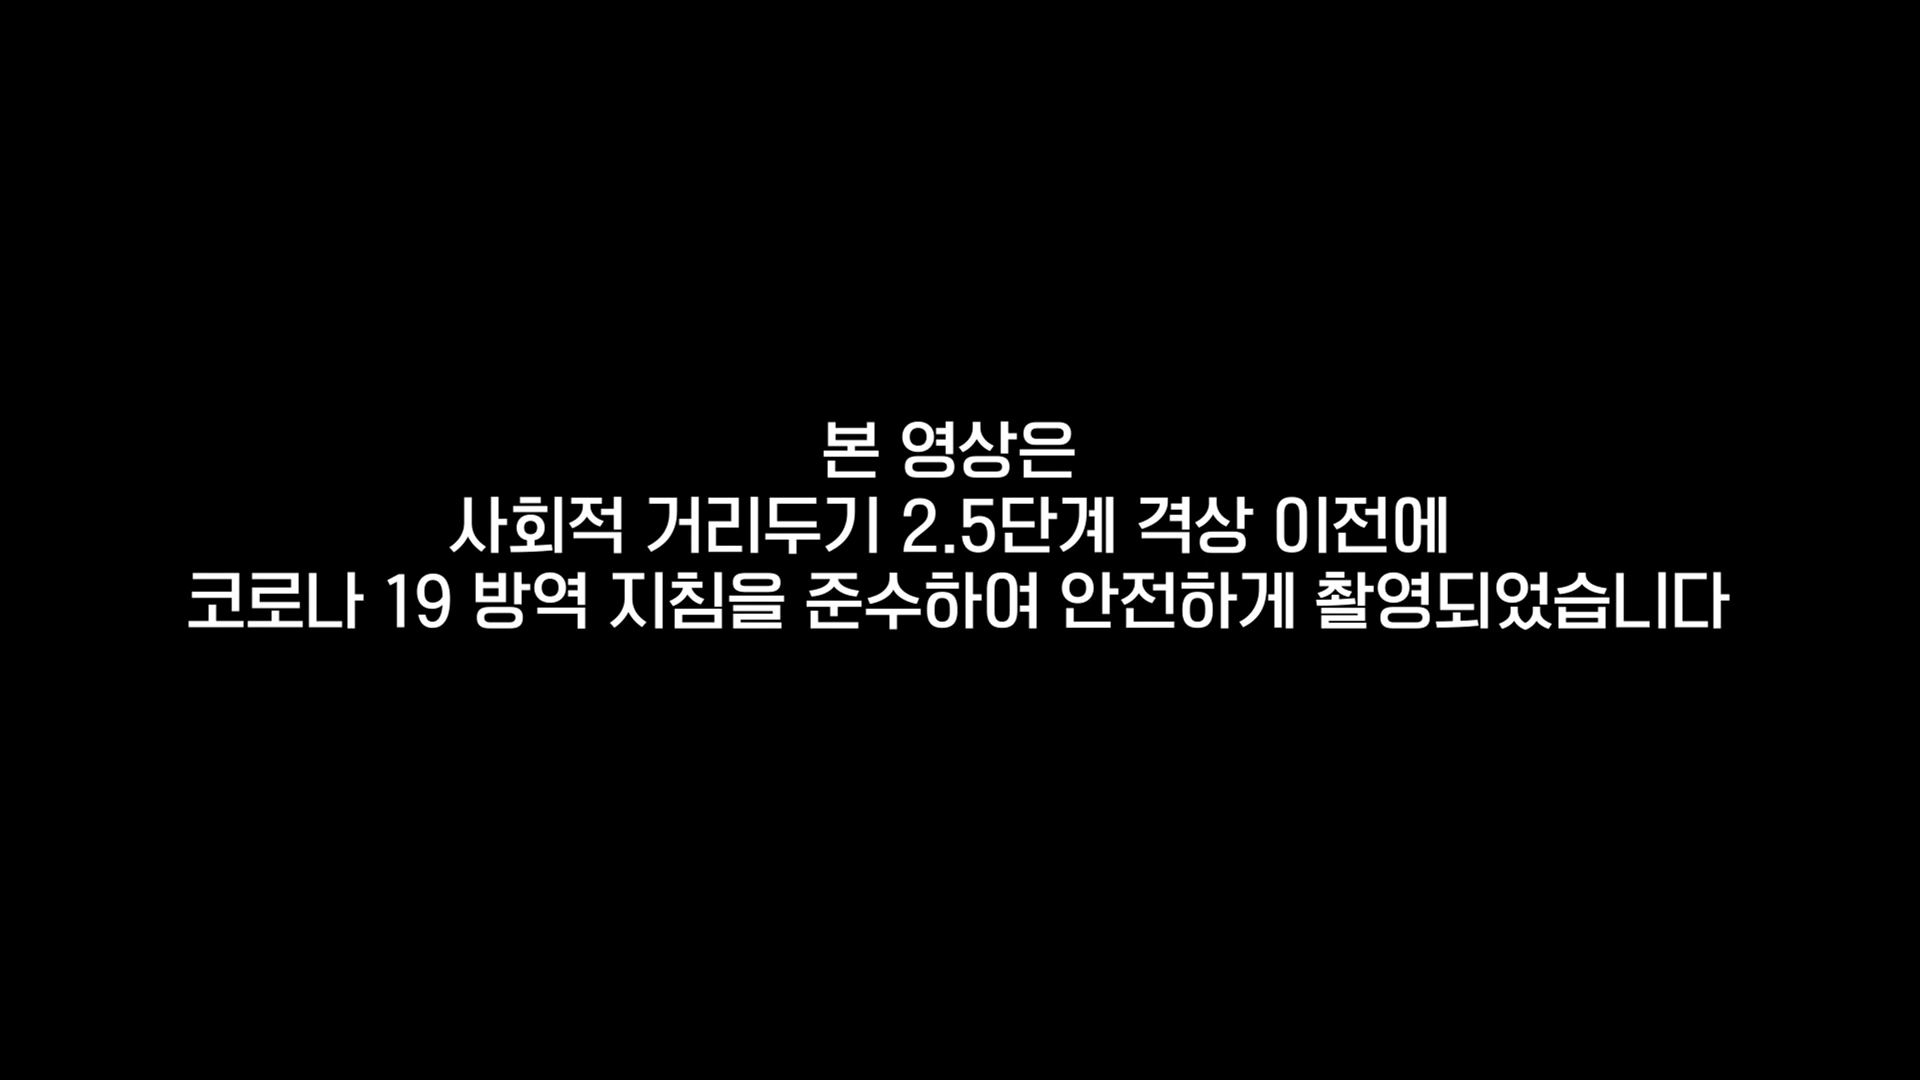 본 영상은
사회적 거리두기 2.5단계 격상 이전에
코로나 19 방역 지침을 준수하여 안전하게 촬영되었습니다